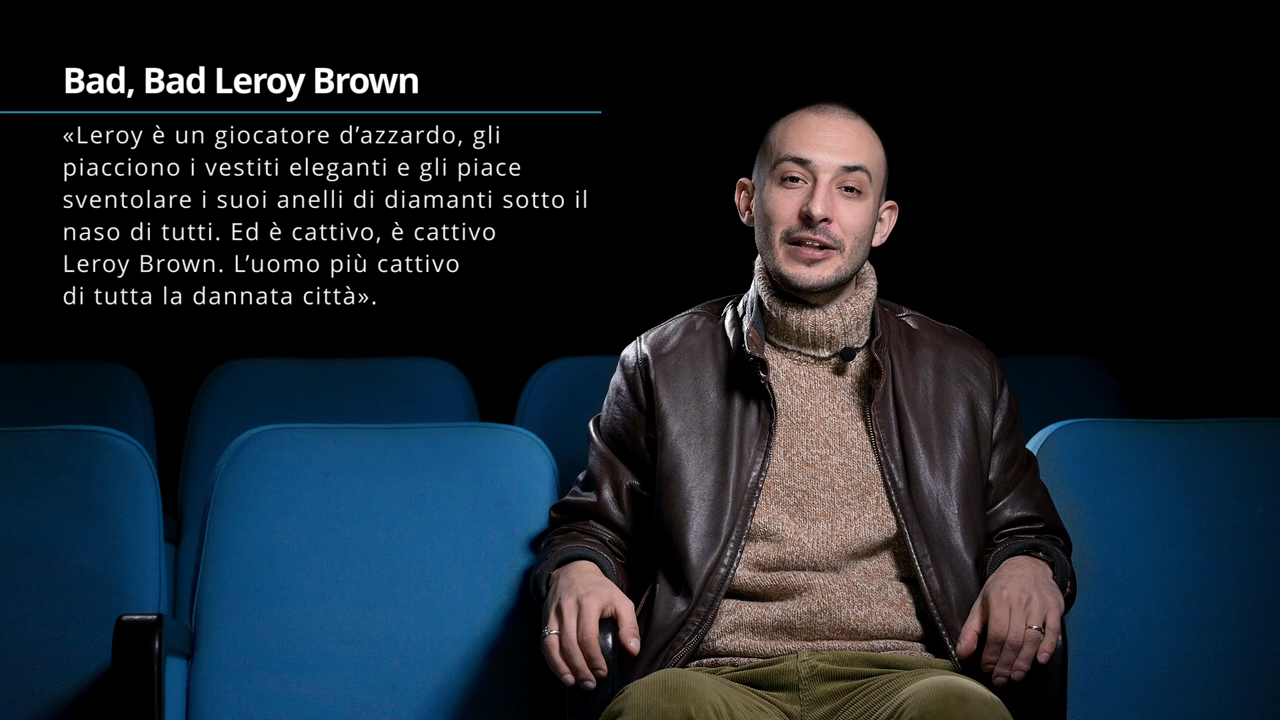 Bad, Bad Leroy Brown
«Leroy è un giocatore d’azzardo, gli
piacciono i vestiti eleganti e gli piace
sventolare i suoi anelli di diamanti sotto il
naso di tutti. Ed è cattivo, è cattivo
Leroy Brown. L’uomo più cattivo
di tutta la dannata città».